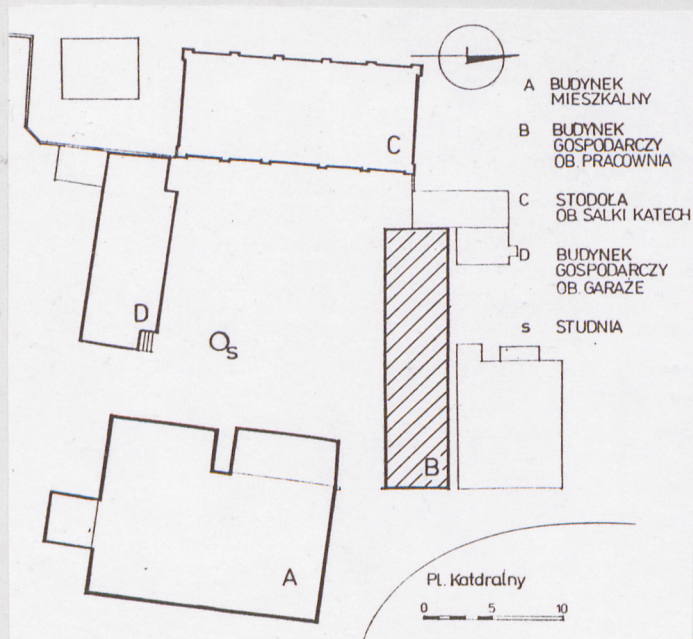 A BUDYNEK
MIESZKALNY
B BUDYNEK
GOSPODARCZY
OB. PRACOWNIA
C STODOŁA
OB. SALKI KATECH
D BUDYNEK
GOSPODARCZY
OB. GARAŻE
s STUDNIA
C
D
s
B
A
Pl. Katdralny
0 5 10